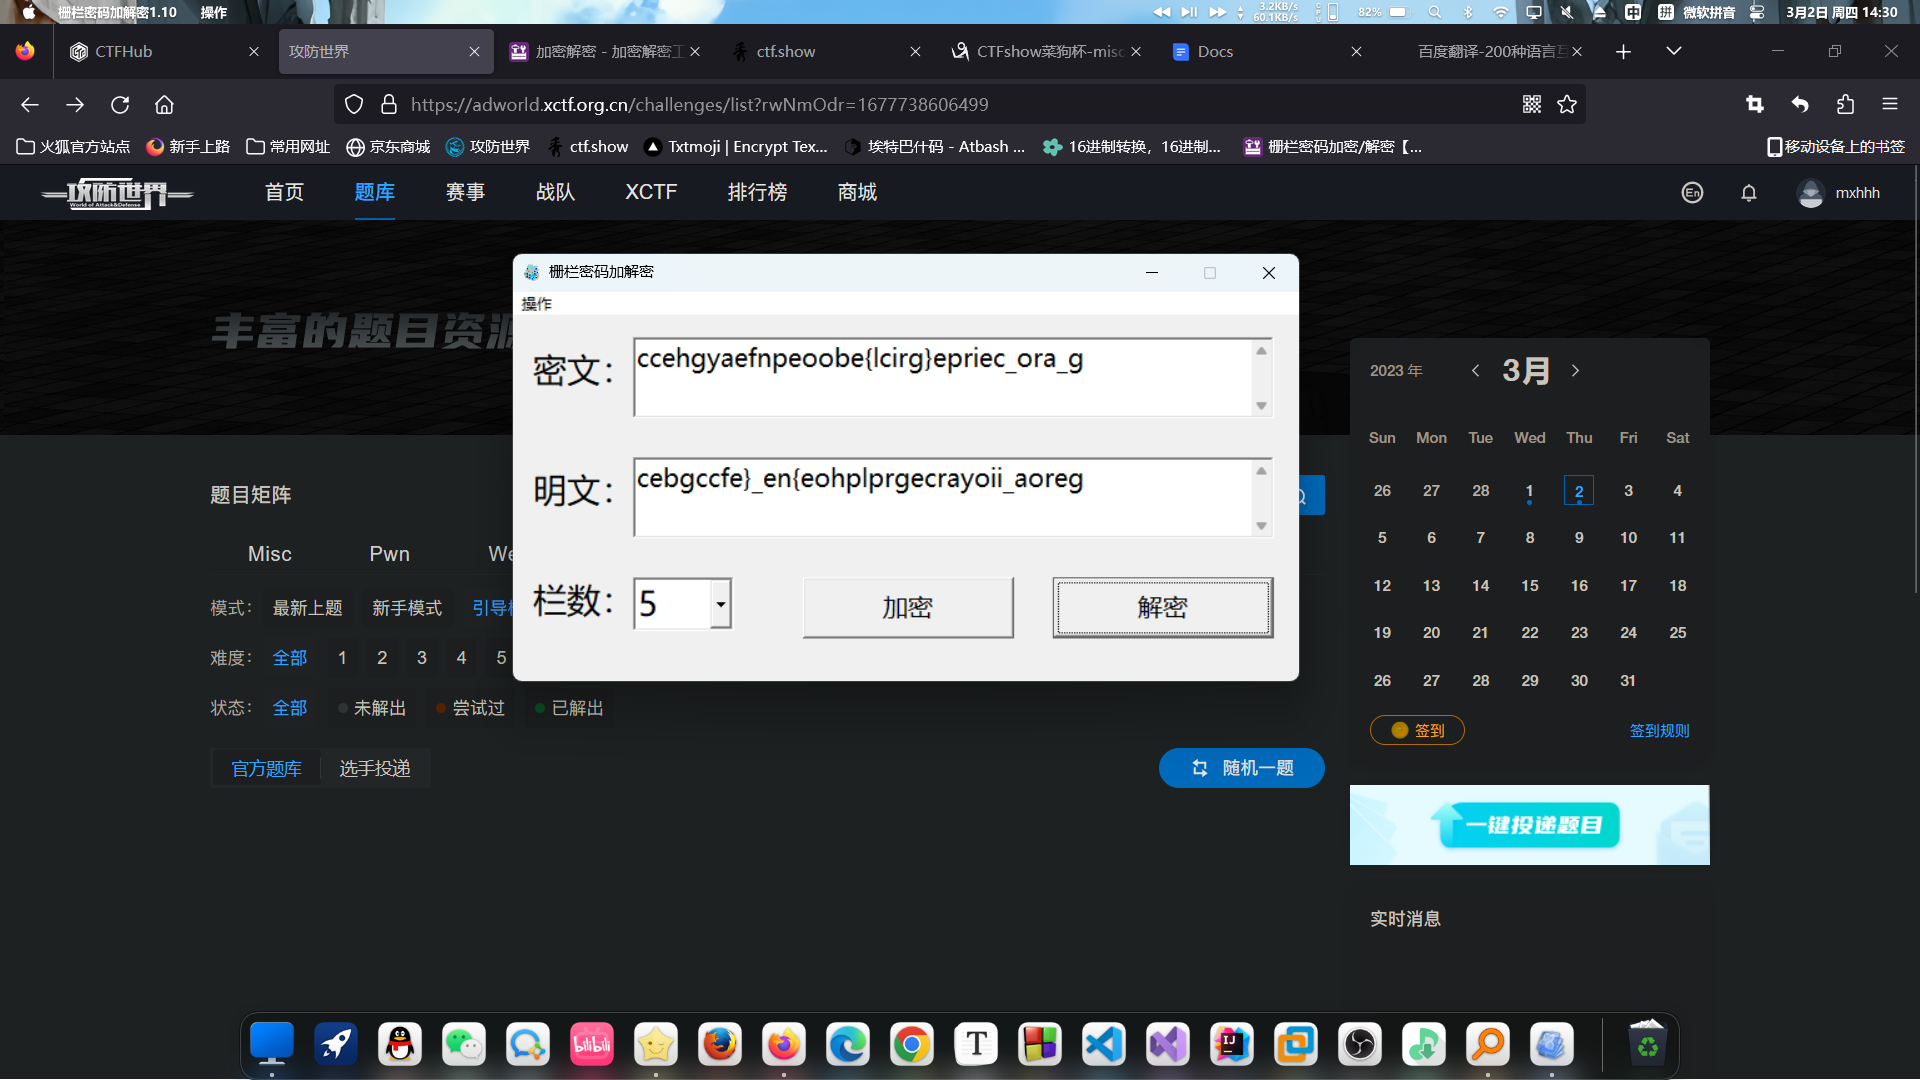 栅栏密码加解密1.10 操作 3.2KB/s 60.1KB/s 82% 中 拼 微软拼音 3月2日 周四 14:30
CTFHub 攻防世界 加密解密 - 加密解密工 ctf.show CTFshow菜狗杯-misc Docs 百度翻译-200种语言互
https://adworld.xctf.org.cn/challenges/list?rwNmOdr=1677738606499
火狐官方站点 新手上路 常用网址 京东商城 攻防世界 ctf.show Txtmoji | Encrypt Tex... 埃特巴什码 - Atbash ... 16进制转换，16进制... 栅栏密码加密/解密【... 移动设备上的书签
攻防世界 World of Attack&Defense 首页 题库 赛事 战队 XCTF 排行榜 商城 En mxhhh
栅栏密码加解密
操作
丰富的题目资源
密文： ccehgyaefnpeoobe{lcirg}epriec_ora_g
明文： cebgccfe}_en{eohplprgecrayoii_aoreg
栏数： 5 加密 解密
2023 年 3月
Sun Mon Tue Wed Thu Fri Sat
26 27 28 1 2 3 4
5 6 7 8 9 10 11
12 13 14 15 16 17 18
19 20 21 22 23 24 25
26 27 28 29 30 31
签到 签到规则
题目矩阵
Misc Pwn We
模式： 最新上题 新手模式 引导
难度： 全部 1 2 3 4 5
状态： 全部 未解出 尝试过 已解出
官方题库 选手投递 随机一题
一键投递题目
实时消息
bilibili T IJ